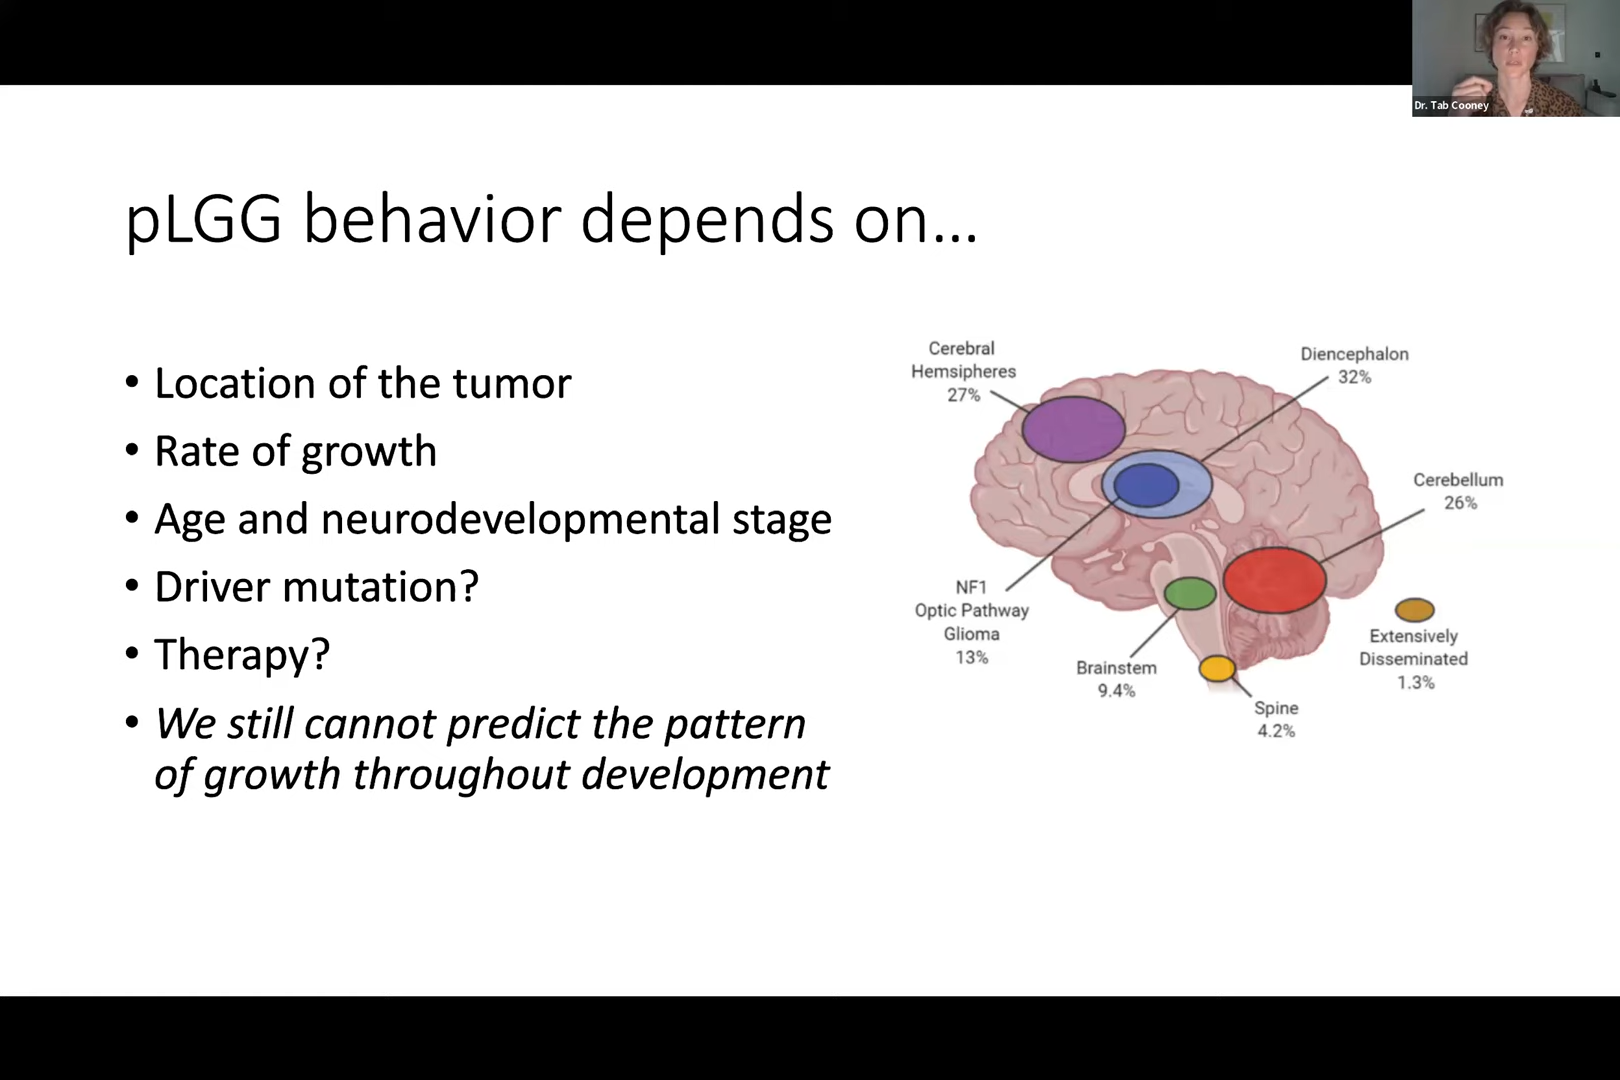 Dr. Tab Cooney
pLGG behavior depends on...
• Location of the tumor
• Rate of growth
• Age and neurodevelopmental stage
• Driver mutation?
• Therapy?
• We still cannot predict the pattern
of growth throughout development
Cerebral
Hemsipheres
27%
Diencephalon
32%
Cerebellum
26%
NF1
Optic Pathway
Glioma
13%
Brainstem
9.4%
Spine
4.2%
Extensively
Disseminated
1.3%